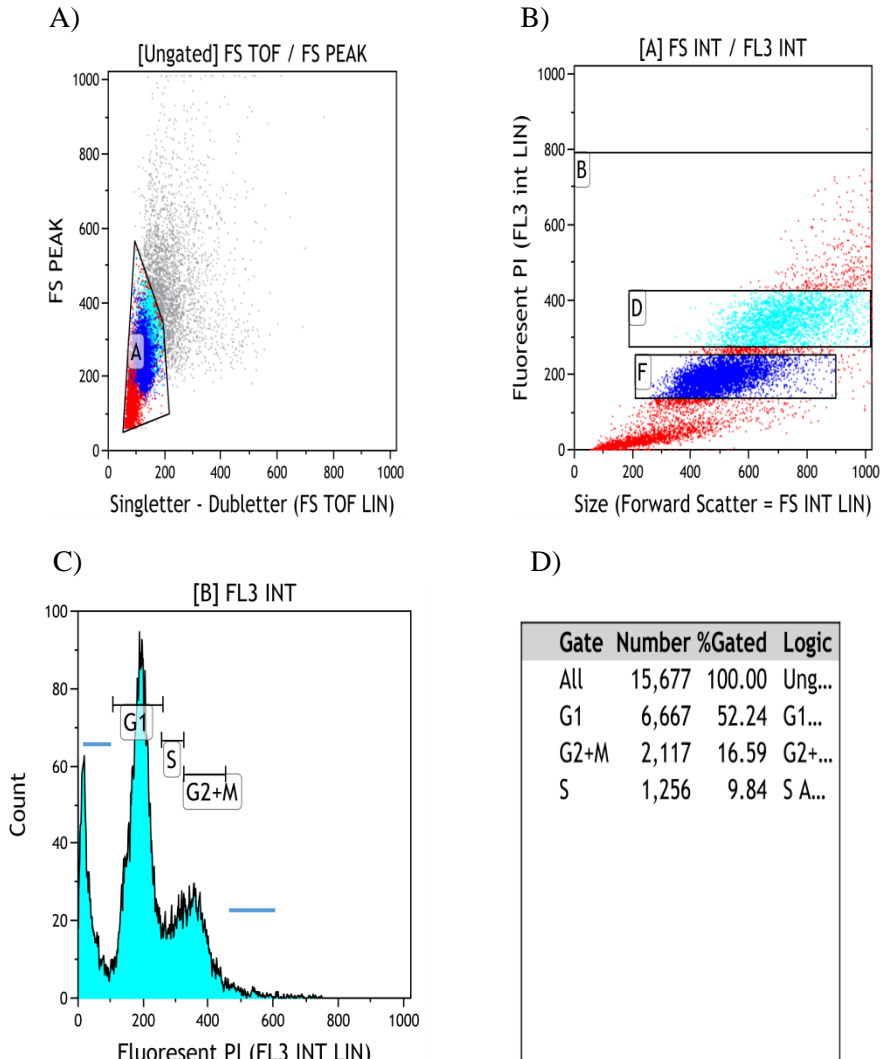 A)
[Ungated] FS TOF / FS PEAK
1000
800
600
400
200
0
FS PEAK
A
0 200 400 600 800 1000
Singletter - Dubletter (FS TOF LIN)
B)
[A] FS INT / FL3 INT
1000
800
600
400
200
0
Fluoresent PI (FL3 int LIN)
B
D
F
0 200 400 600 800 1000
Size (Forward Scatter = FS INT LIN)
C)
[B] FL3 INT
100
80
60
40
20
0
Count
G1
S
G2+M
0 200 400 600 800 1000
Fluoresent PI (FL3 INT LIN)
D)
Gate Number %Gated Logic
All 15,677 100.00 Ung...
G1 6,667 52.24 G1...
G2+M 2,117 16.59 G2+...
S 1,256 9.84 S A...